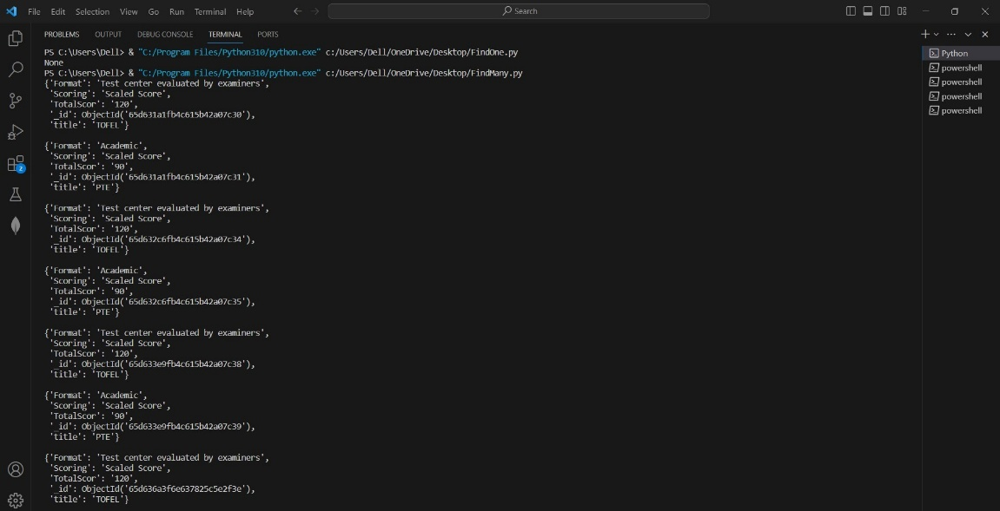 File Edit Selection View Go Run Terminal Help
Search
PROBLEMS OUTPUT DEBUG CONSOLE TERMINAL PORTS
PS C:\Users\Dell> & "C:/Program Files/Python310/python.exe" c:/Users/Dell/OneDrive/Desktop/FindOne.py
None
PS C:\Users\Dell> & "C:/Program Files/Python310/python.exe" c:/Users/Dell/OneDrive/Desktop/FindMany.py
{'Format': 'Test center evaluated by examiners',
'Scoring': 'Scaled Score',
'TotalScor': '120',
'_id': ObjectId('65d631a1fb4c615b42a07c30'),
'title': 'TOFEL'}
{'Format': 'Academic',
'Scoring': 'Scaled Score',
'TotalScor': '90',
'_id': ObjectId('65d631a1fb4c615b42a07c31'),
'title': 'PTE'}
{'Format': 'Test center evaluated by examiners',
'Scoring': 'Scaled Score',
'TotalScor': '120',
'_id': ObjectId('65d632c6fb4c615b42a07c34'),
'title': 'TOFEL'}
{'Format': 'Academic',
'Scoring': 'Scaled Score',
'TotalScor': '90',
'_id': ObjectId('65d632c6fb4c615b42a07c35'),
'title': 'PTE'}
{'Format': 'Test center evaluated by examiners',
'Scoring': 'Scaled Score',
'TotalScor': '120',
'_id': ObjectId('65d633e9fb4c615b42a07c38'),
'title': 'TOFEL'}
{'Format': 'Academic',
'Scoring': 'Scaled Score',
'TotalScor': '90',
'_id': ObjectId('65d633e9fb4c615b42a07c39'),
'title': 'PTE'}
{'Format': 'Test center evaluated by examiners',
'Scoring': 'Scaled Score',
'TotalScor': '120',
'_id': ObjectId('65d636a3f6e637825c5e2f3e'),
'title': 'TOFEL'}
Python
powershell
powershell
powershell
powershell
2